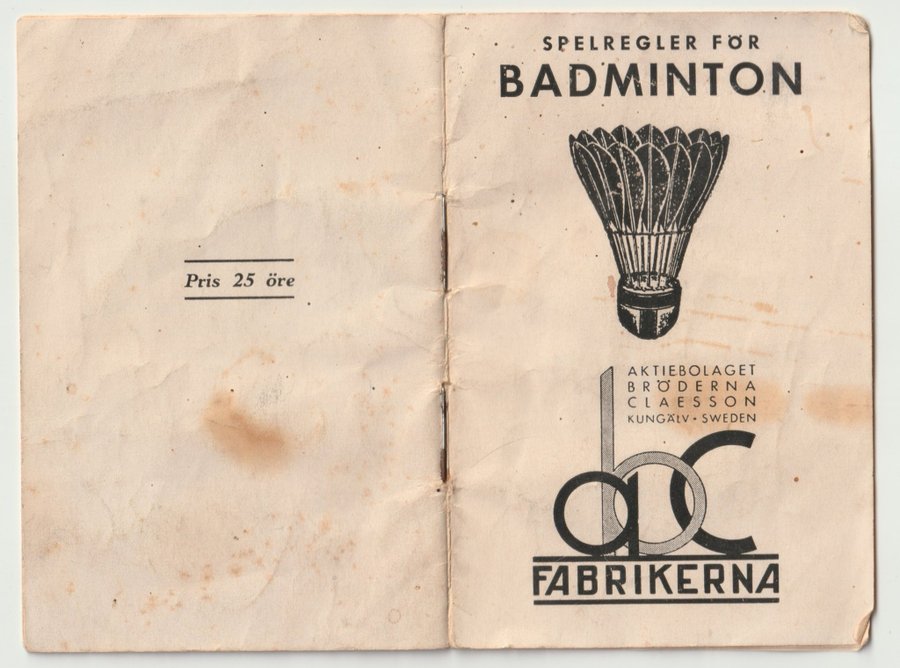 Pris 25 öre
SPELREGLER FÖR
BADMINTON
AKTIEBOLAGET
BRÖDERNA
CLAESSON
KUNGÄLV • SWEDEN
abc
FABRIKERNA